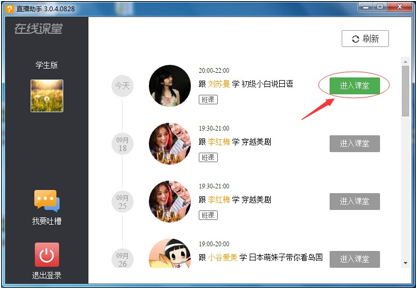 直播助手 3.0.4.0828
在线课堂
刷新
学生版
今天
20:00-22:00
跟 刘苏曼 学 初级小白说日语
班课
进入课堂
09月
18
19:30-21:00
跟 李红梅 学 穿越美剧
班课
进入课堂
09月
25
19:30-21:00
跟 李红梅 学 穿越美剧
班课
进入课堂
我要吐槽
09月
26
19:00-20:00
跟 小谷爱美 学 日本萌妹子带你看岛国
进入课堂
退出登录